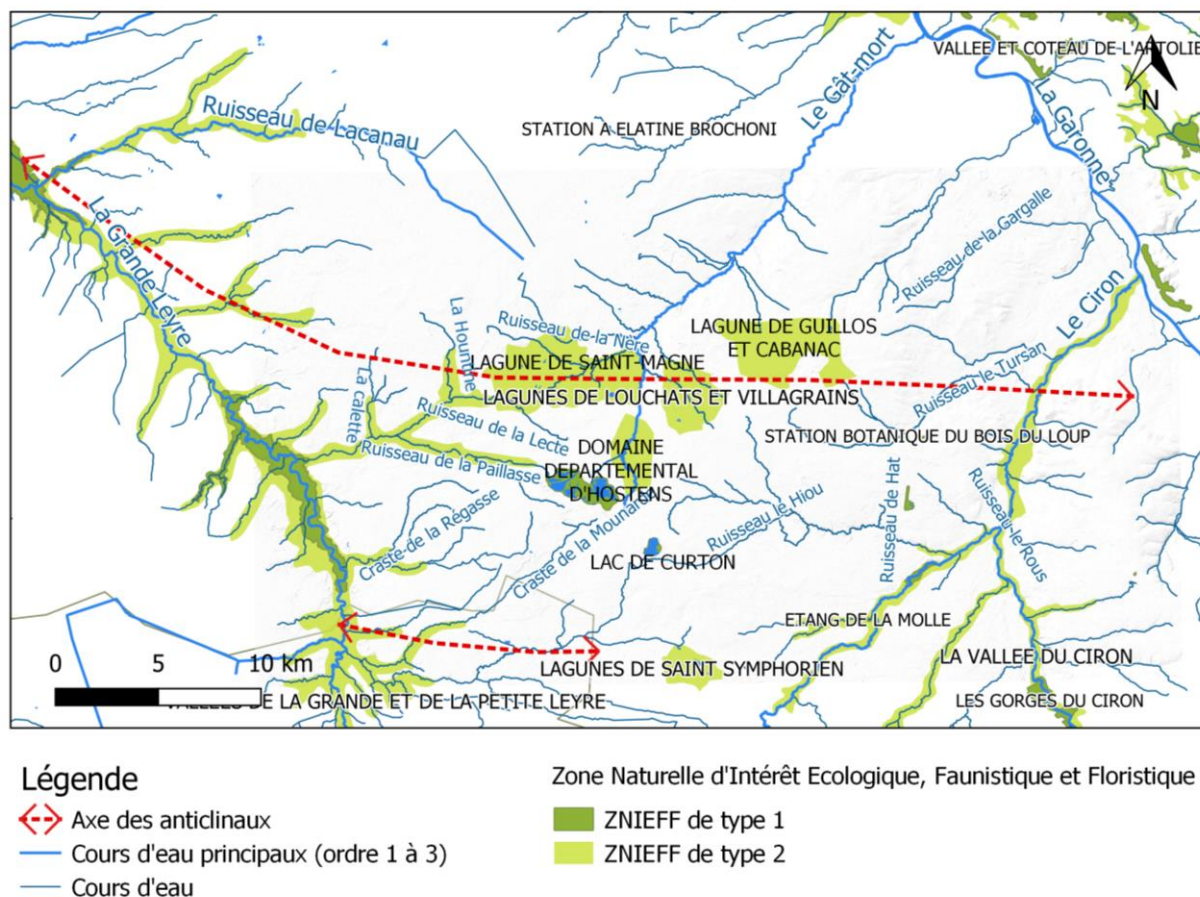 VALLEE ET COTEAU DE L'ARTOLIE
N
Le Gât-mort
La Garonne
Ruisseau de Lacanau
STATION A ELATINE BROCHONI
La Grande Leyre
Ruisseau de la Gargalle
Le Ciron
La Hountine
Ruisseau de la Nère
LAGUNE DE GUILLOS
ET CABANAC
LAGUNE DE SAINT-MAGNE
Ruisseau le Tursan
La calette
LAGUNES DE LOUCHATS ET VILLAGRAINS
Ruisseau de la Lecte
STATION BOTANIQUE DU BOIS DU LOUP
DOMAINE
DEPARTEMENTAL
D'HOSTENS
Ruisseau de la Paillasse
Ruisseau de Hat
Ruisseau le Rous
Craste de la Régasse
Craste de la Mounard
Ruisseau le Hiou
LAC DE CURTON
ETANG DE LA MOLLE
LAGUNES DE SAINT SYMPHORIEN
LA VALLEE DU CIRON
0 5 10 km
DE LA GRANDE ET DE LA PETITE LEYRE
LES GORGES DU CIRON
Légende
Axe des anticlinaux
Cours d'eau principaux (ordre 1 à 3)
Cours d'eau
Zone Naturelle d'Intérêt Ecologique, Faunistique et Floristique
ZNIEFF de type 1
ZNIEFF de type 2